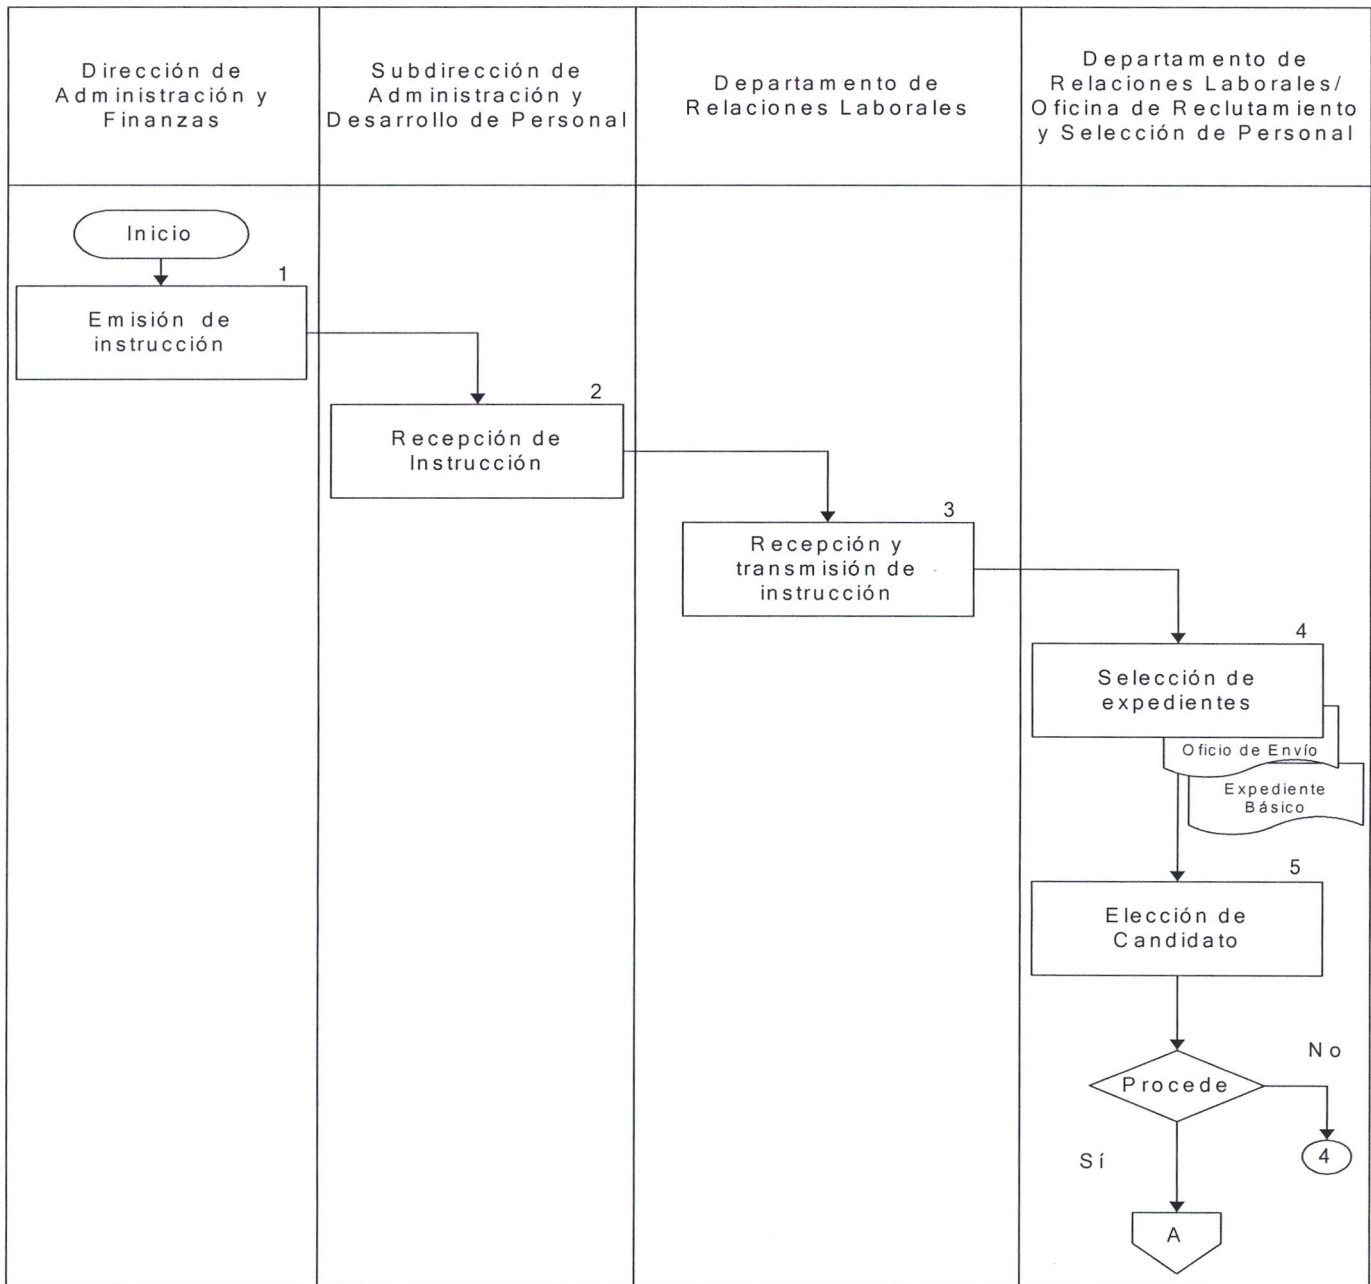 Dirección de
Administración y
Finanzas
Subdirección de
Administración y
Desarrollo de Personal
Departamento de
Relaciones Laborales
Departamento de
Relaciones Laborales/
Oficina de Reclutamiento
y Selección de Personal
Inicio
1
Emisión de
instrucción
2
Recepción de
Instrucción
3
Recepción y
transmisión de
instrucción
4
Selección de
expedientes
Oficio de Envío
Expediente
Básico
5
Elección de
Candidato
Procede
No
4
Sí
A